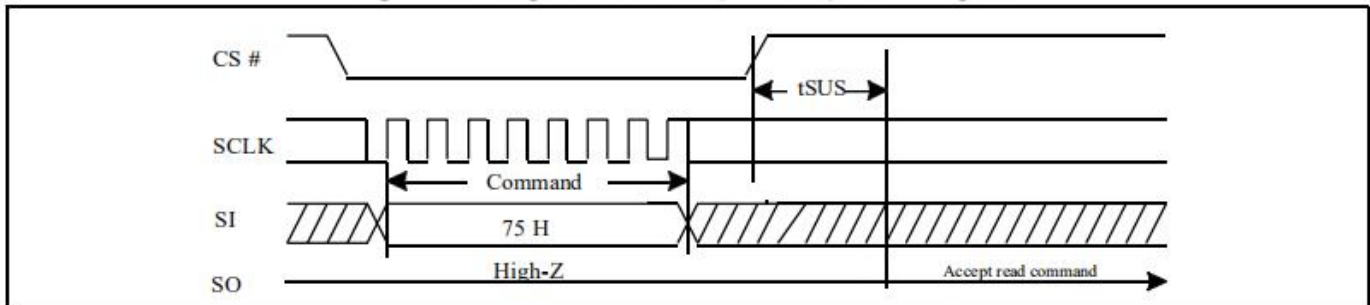 CS #
tSUS
SCLK
Command
SI
75 H
High-Z
SO
Accept read command